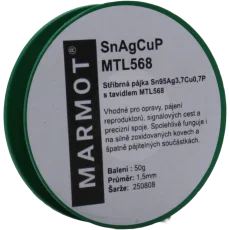 MARMOT®
SnAgCuP
MTL568
Stříbrná pájka Sn95Ag3,7Cu0,7P
s tavidlem MTL568
Vhodné pro opravy, pájení
reproduktorů, signálových cest a
precizní spoje. Spolehlivě funguje i
na silně zoxidovaných kovech a
špatně pájitelných součástkách.
Balení : 50g
Průměr: 1,5mm
Šarže: 250808